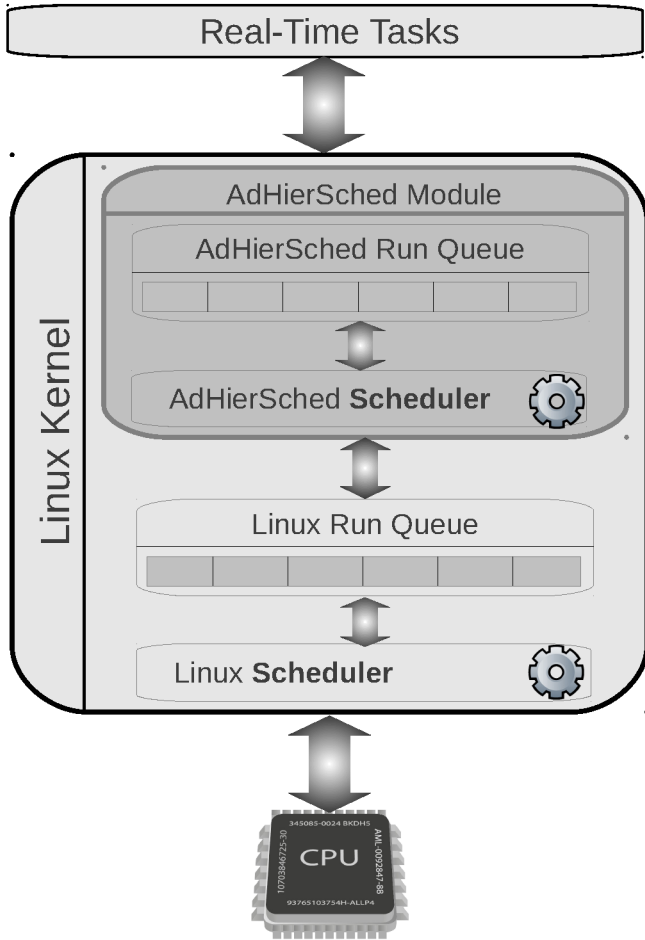 Real-Time Tasks
Linux Kernel
AdHierSched Module
AdHierSched Run Queue
AdHierSched Scheduler
Linux Run Queue
Linux Scheduler
345085-0024 BKDH5
10703846725-30
CPU
AML-0092847-88
93765103754H-ALLP4